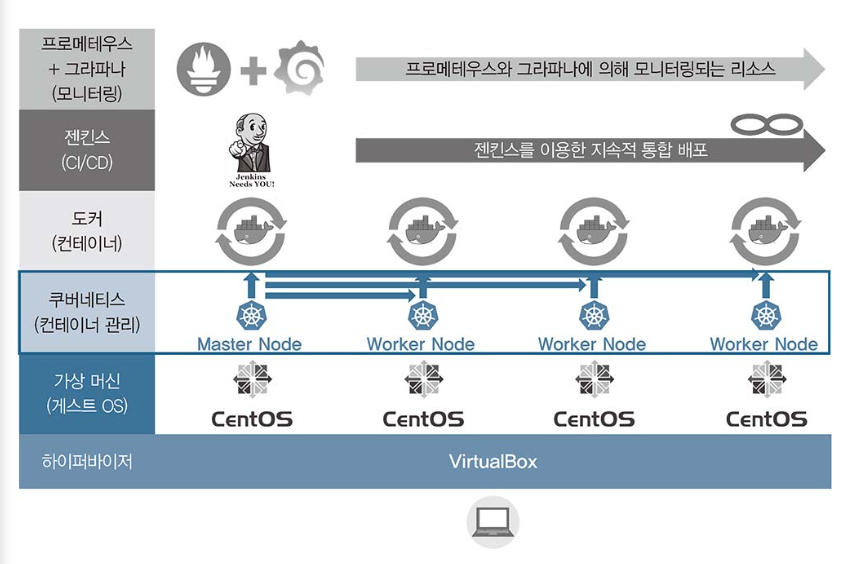 프로메테우스
+ 그라파나
(모니터링)
프로메테우스와 그라파나에 의해 모니터링되는 리소스
젠킨스
(CI/CD)
Jenkins
Needs YOU!
젠킨스를 이용한 지속적 통합 배포
도커
(컨테이너)
쿠버네티스
(컨테이너 관리)
Master Node
Worker Node
Worker Node
Worker Node
가상 머신
(게스트 OS)
CentOS
CentOS
CentOS
CentOS
하이퍼바이저
VirtualBox